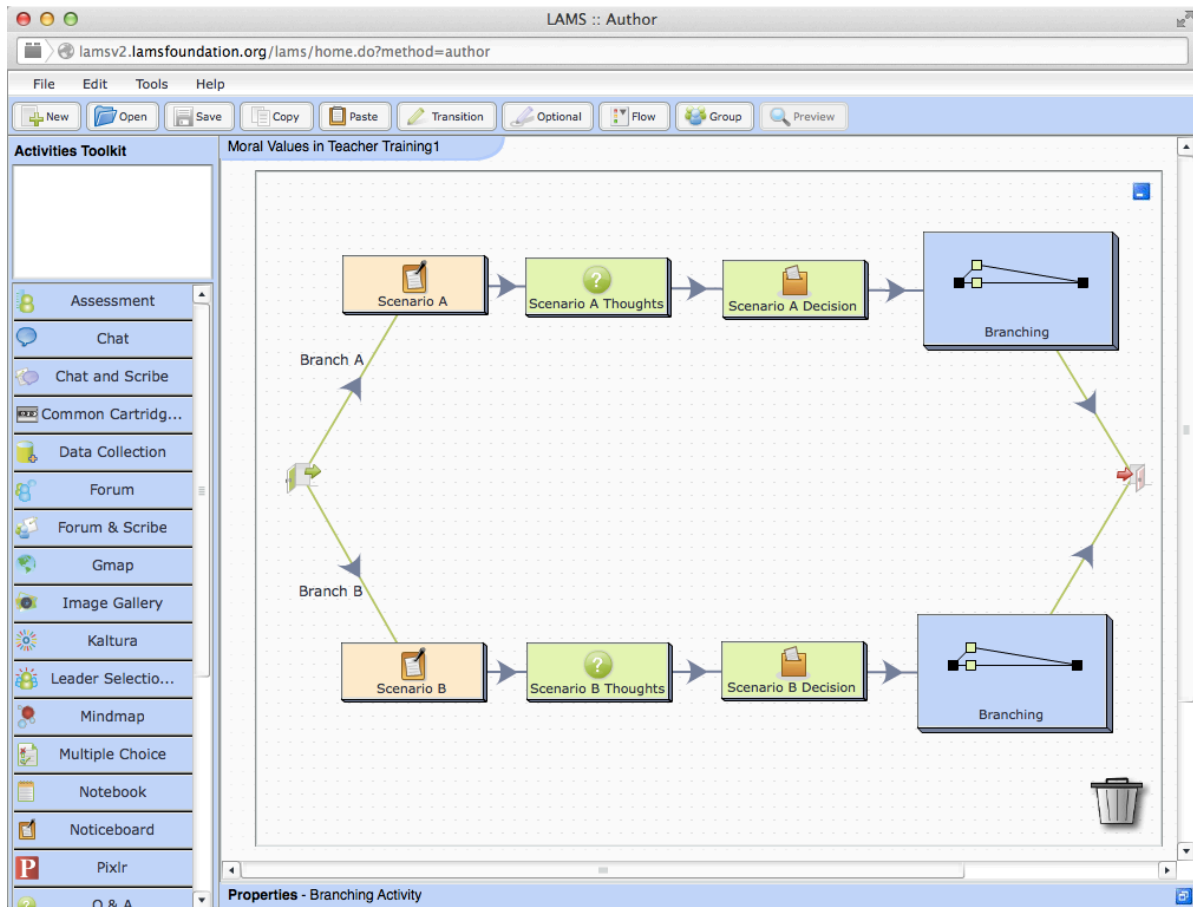 LAMS :: Author
lamsv2.lamsfoundation.org/lams/home.do?method=author
File Edit Tools Help
New Open Save Copy Paste Transition Optional Flow Group Preview
Activities Toolkit
Moral Values in Teacher Training1
Assessment
Chat
Chat and Scribe
Common Cartridg...
Data Collection
Forum
Forum & Scribe
Gmap
Image Gallery
Kaltura
Leader Selectio...
Mindmap
Multiple Choice
Notebook
Noticeboard
Pixlr
Q & A
Scenario A
Scenario A Thoughts
Scenario A Decision
Branching
Branch A
Branch B
Scenario B
Scenario B Thoughts
Scenario B Decision
Branching
Properties - Branching Activity